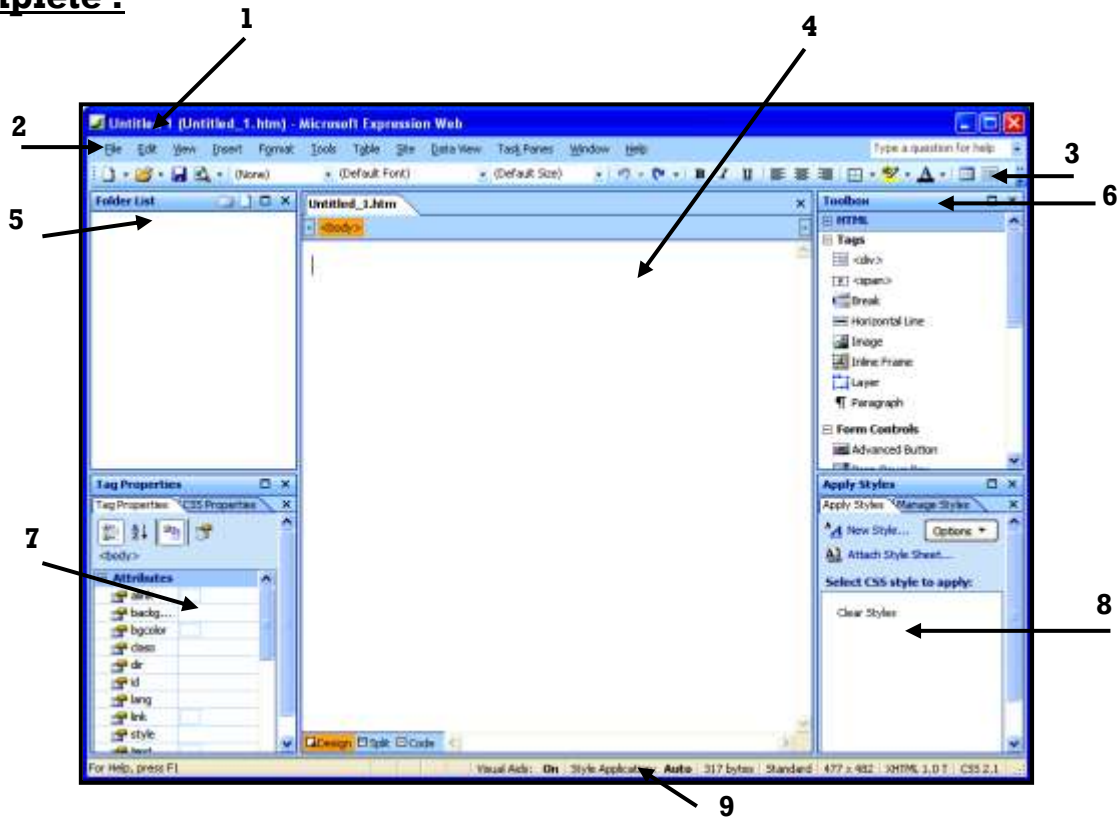 1
4
Untitled_1 (Untitled_1.htm) - Microsoft Expression Web
2
File Edit View Insert Format Tools Table Site Data View Task Panes Window Help Type a question for help
3
(None) (Default Font) (Default Size) B I U A
Folder List
Untitled_1.htm
Toolbox
6
5
<body>
HTML
Tags
<div>
<span>
Break
Horizontal Line
Image
Inline Frame
Layer
Paragraph
Form Controls
Advanced Button
Tag Properties
Apply Styles
Tag Properties CSS Properties
Apply Styles Manage Styles
New Style... Options
7
<body>
Attach Style Sheet...
Attributes
Select CSS style to apply:
backg...
bgcolor
class
dir
id
lang
link
style
Clear Styles
8
Design Split Code
For Help, press F1
Visual Aids: On Style Application: Auto 317 bytes Standard 477 x 482 XHTML 1.0 T CSS 2.1
9